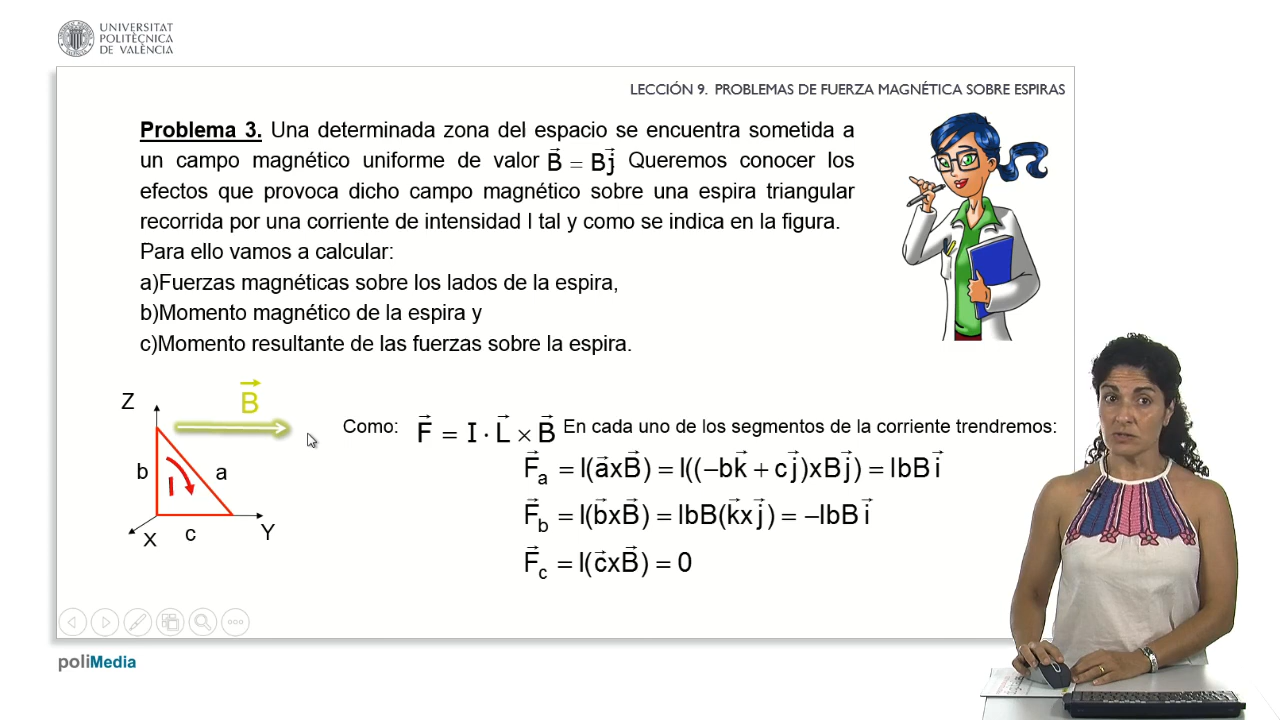 UNIVERSITAT
POLITÈCNICA
DE VALÈNCIA
LECCIÓN 9. PROBLEMAS DE FUERZA MAGNÉTICA SOBRE ESPIRAS
Problema 3. Una determinada zona del espacio se encuentra sometida a
un campo magnético uniforme de valor B⃗ = Bj⃗ Queremos conocer los
efectos que provoca dicho campo magnético sobre una espira triangular
recorrida por una corriente de intensidad I tal y como se indica en la figura.
Para ello vamos a calcular:
a)Fuerzas magnéticas sobre los lados de la espira,
b)Momento magnético de la espira y
c)Momento resultante de las fuerzas sobre la espira.
Z
B⃗
b
a
I
X
c
Y
Como: F⃗ = I · L⃗ × B⃗ En cada uno de los segmentos de la corriente trendremos:
F⃗a = I(a⃗xB⃗) = I((−bk⃗ + cj⃗)xBj⃗) = IbBi⃗
F⃗b = I(b⃗xB⃗) = IbB(k⃗xj⃗) = −IbBi⃗
F⃗c = I(c⃗xB⃗) = 0
poliMedia